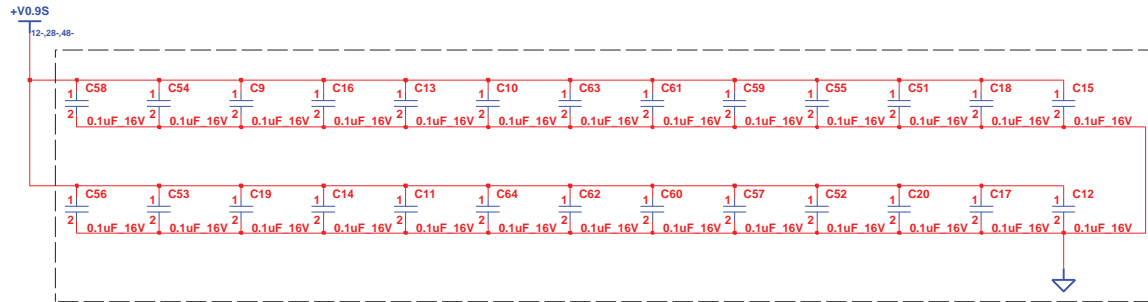 +V0.9S
12-,28-,48-
1 C58 1 C54 1 C9 1 C16 1 C13 1 C10 1 C63 1 C61 1 C59 1 C55 1 C51 1 C18 1 C15
2 0.1uF_16V 2 0.1uF_16V 2 0.1uF_16V 2 0.1uF_16V 2 0.1uF_16V 2 0.1uF_16V 2 0.1uF_16V 2 0.1uF_16V 2 0.1uF_16V 2 0.1uF_16V 2 0.1uF_16V 2 0.1uF_16V 2 0.1uF_16V
1 C56 1 C53 1 C19 1 C14 1 C11 1 C64 1 C62 1 C60 1 C57 1 C52 1 C20 1 C17 1 C12
2 0.1uF_16V 2 0.1uF_16V 2 0.1uF_16V 2 0.1uF_16V 2 0.1uF_16V 2 0.1uF_16V 2 0.1uF_16V 2 0.1uF_16V 2 0.1uF_16V 2 0.1uF_16V 2 0.1uF_16V 2 0.1uF_16V 2 0.1uF_16V